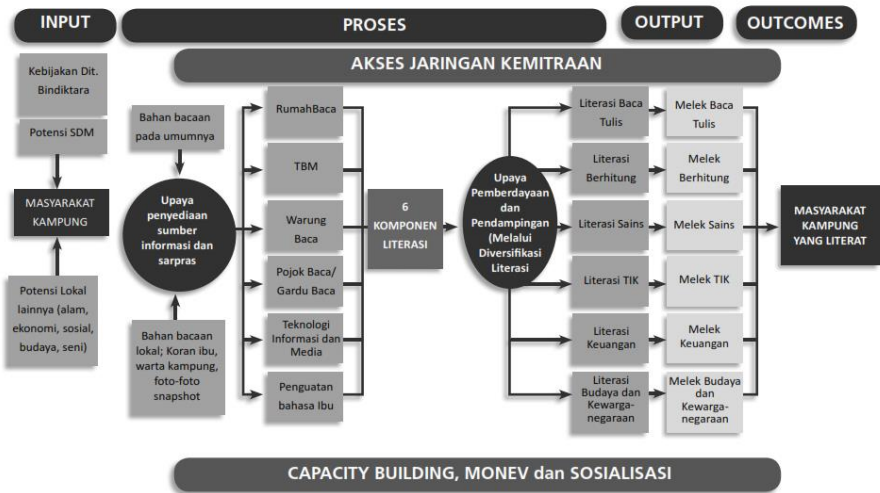 INPUT
PROSES
OUTPUT
OUTCOMES
AKSES JARINGAN KEMITRAAN
Kebijakan Dit.
Bindiktara
Potensi SDM
MASYARAKAT
KAMPUNG
Potensi Lokal
lainnya (alam,
ekonomi, sosial,
budaya, seni)
Bahan bacaan
pada umumnya
Upaya
penyediaan
sumber
informasi dan
sarpras
Bahan bacaan
lokal; Koran ibu,
warta kampung,
foto-foto
snapshot
RumahBaca
TBM
Warung
Baca
Pojok Baca/
Gardu Baca
Teknologi
Informasi dan
Media
Penguatan
bahasa Ibu
6
KOMPONEN
LITERASI
Upaya
Pemberdayaan
dan
Pendampingan
(Melalui
Diversifikasi
Literasi
Literasi Baca
Tulis
Literasi
Berhitung
Literasi Sains
Literasi TIK
Literasi
Keuangan
Literasi
Budaya dan
Kewarga-
negaraan
Melek Baca
Tulis
Melek
Berhitung
Melek Sains
Melek TIK
Melek
Keuangan
Melek Budaya
dan
Kewarga-
negaraan
MASYARAKAT
KAMPUNG
YANG LITERAT
CAPACITY BUILDING, MONEV dan SOSIALISASI